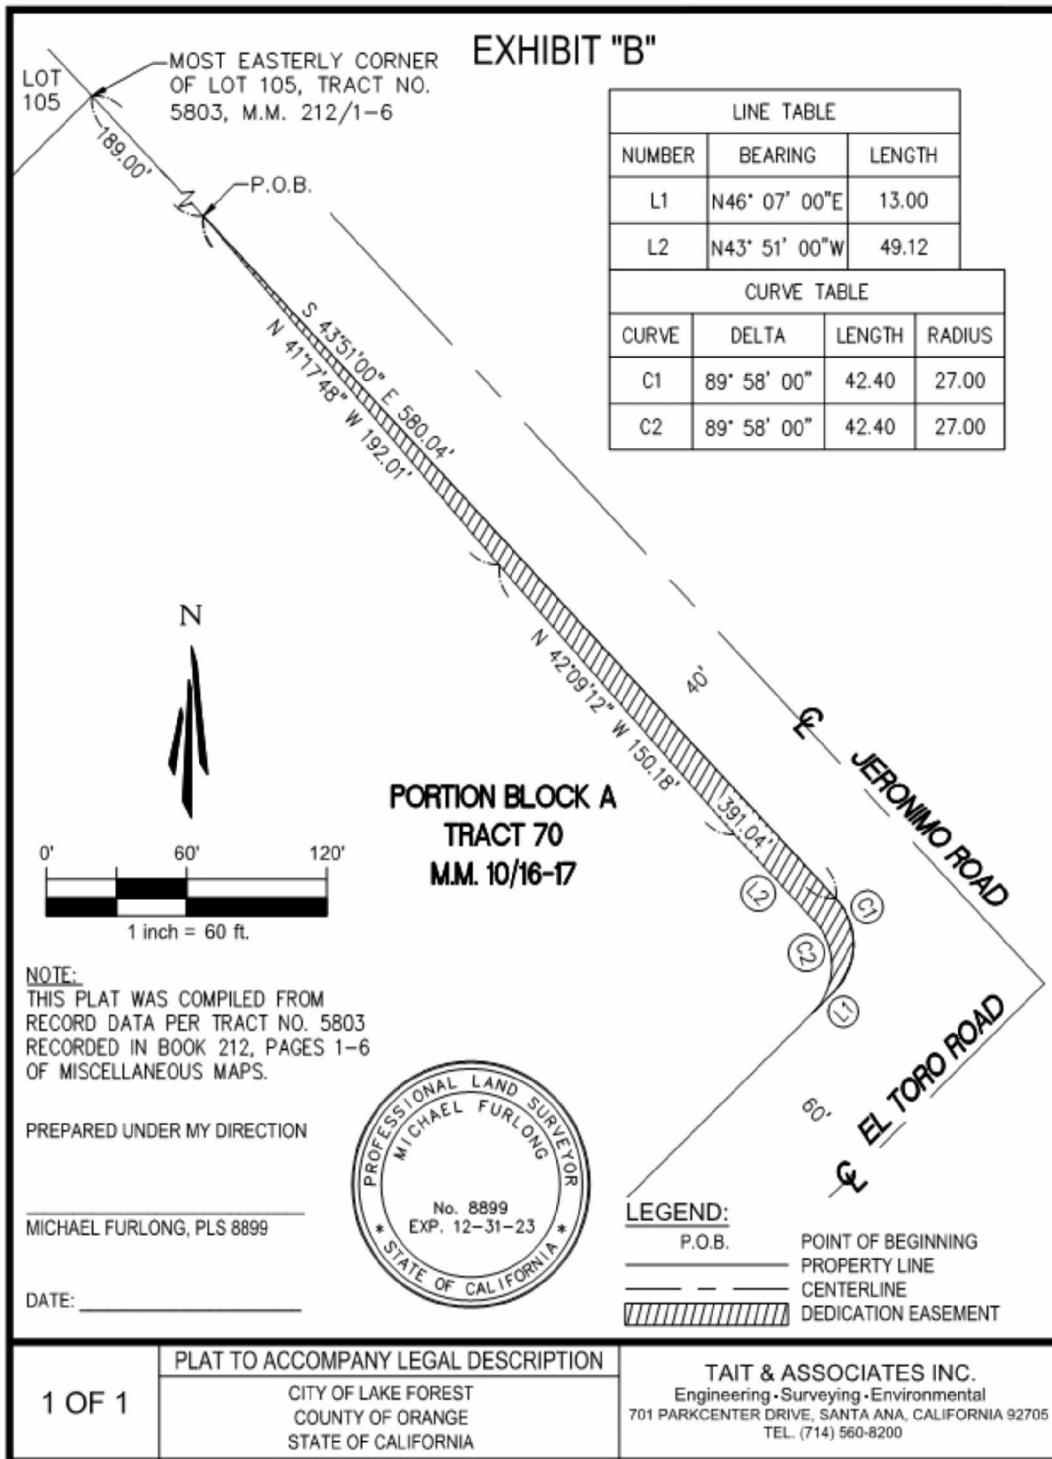 EXHIBIT "B"
LOT
105
MOST EASTERLY CORNER
OF LOT 105, TRACT NO.
5803, M.M. 212/1-6
189.00'
P.O.B.
LINE TABLE
NUMBER BEARING LENGTH
L1 N46° 07' 00"E 13.00
L2 N43° 51' 00"W 49.12
CURVE TABLE
CURVE DELTA LENGTH RADIUS
C1 89° 58' 00" 42.40 27.00
C2 89° 58' 00" 42.40 27.00
S 43°51'00" E 580.04'
N 41°17'48" W 192.01'
N
N 42°09'12" W 150.18'
40'
℄
JERONIMO ROAD
PORTION BLOCK A
TRACT 70
M.M. 10/16-17
391.04'
L2
C1
C2
L1
0' 60' 120'
1 inch = 60 ft.
NOTE:
THIS PLAT WAS COMPILED FROM
RECORD DATA PER TRACT NO. 5803
RECORDED IN BOOK 212, PAGES 1-6
OF MISCELLANEOUS MAPS.
60'
℄ EL TORO ROAD
PREPARED UNDER MY DIRECTION
MICHAEL FURLONG, PLS 8899
DATE:
PROFESSIONAL LAND SURVEYOR
MICHAEL FURLONG
No. 8899
EXP. 12-31-23
* STATE OF CALIFORNIA *
LEGEND:
P.O.B. POINT OF BEGINNING
PROPERTY LINE
CENTERLINE
DEDICATION EASEMENT
1 OF 1
PLAT TO ACCOMPANY LEGAL DESCRIPTION
CITY OF LAKE FOREST
COUNTY OF ORANGE
STATE OF CALIFORNIA
TAIT & ASSOCIATES INC.
Engineering • Surveying • Environmental
701 PARKCENTER DRIVE, SANTA ANA, CALIFORNIA 92705
TEL. (714) 560-8200